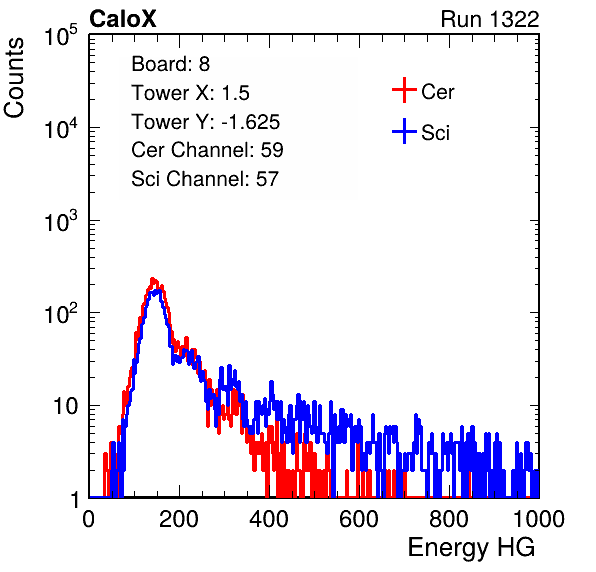 CaloX Run 1322
Counts
10^5
10^4
10^3
10^2
10
1
Board: 8
Tower X: 1.5
Tower Y: -1.625
Cer Channel: 59
Sci Channel: 57
Cer
Sci
0 200 400 600 800 1000
Energy HG